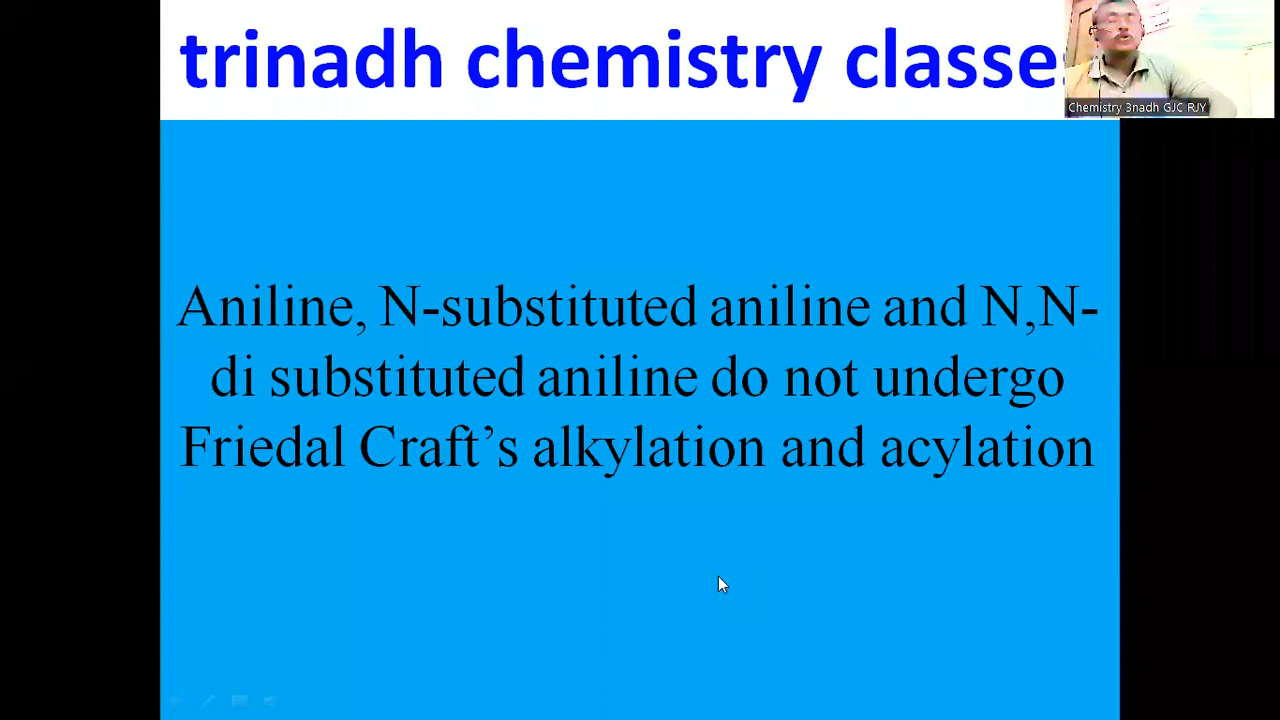 trinadh chemistry classes
Chemistry 3nadh GJC RJY
Aniline, N-substituted aniline and N,N-
di substituted aniline do not undergo
Friedal Craft’s alkylation and acylation